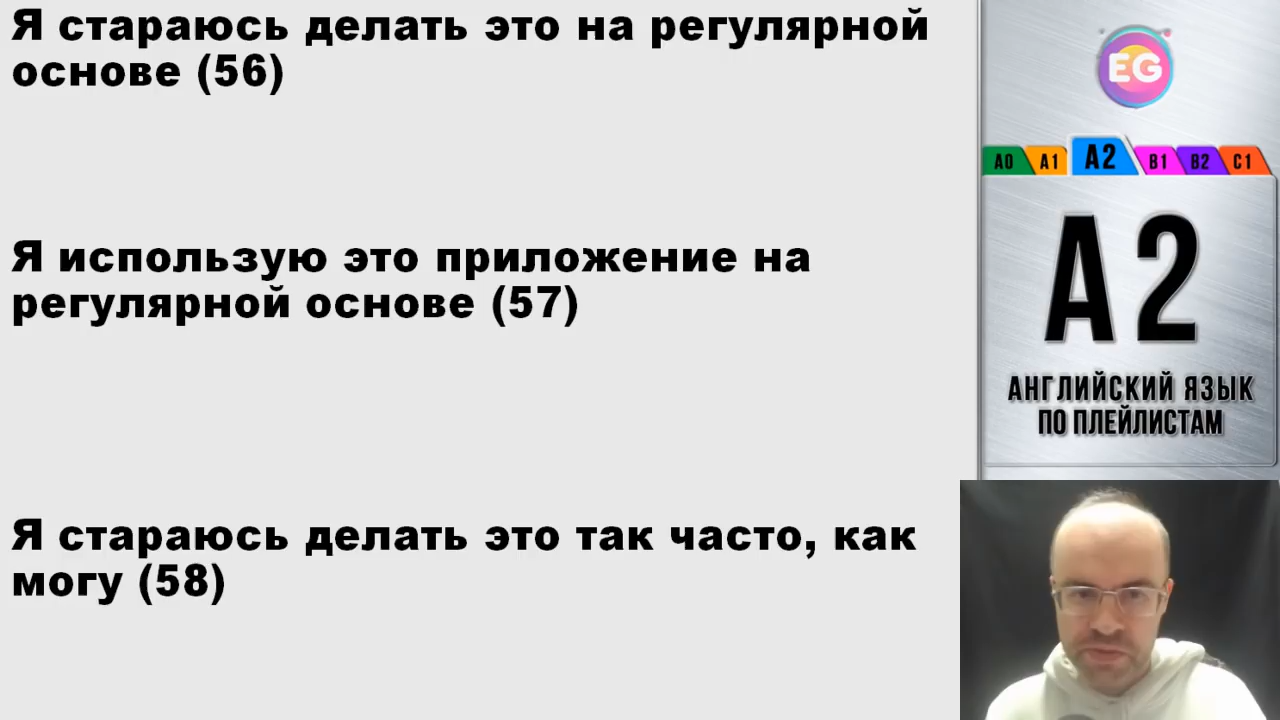 Я стараюсь делать это на регулярной
основе (56)
Я использую это приложение на
регулярной основе (57)
Я стараюсь делать это так часто, как
могу (58)
EG
A0 A1 A2 B1 B2 C1
A2
АНГЛИЙСКИЙ ЯЗЫК
ПО ПЛЕЙЛИСТАМ